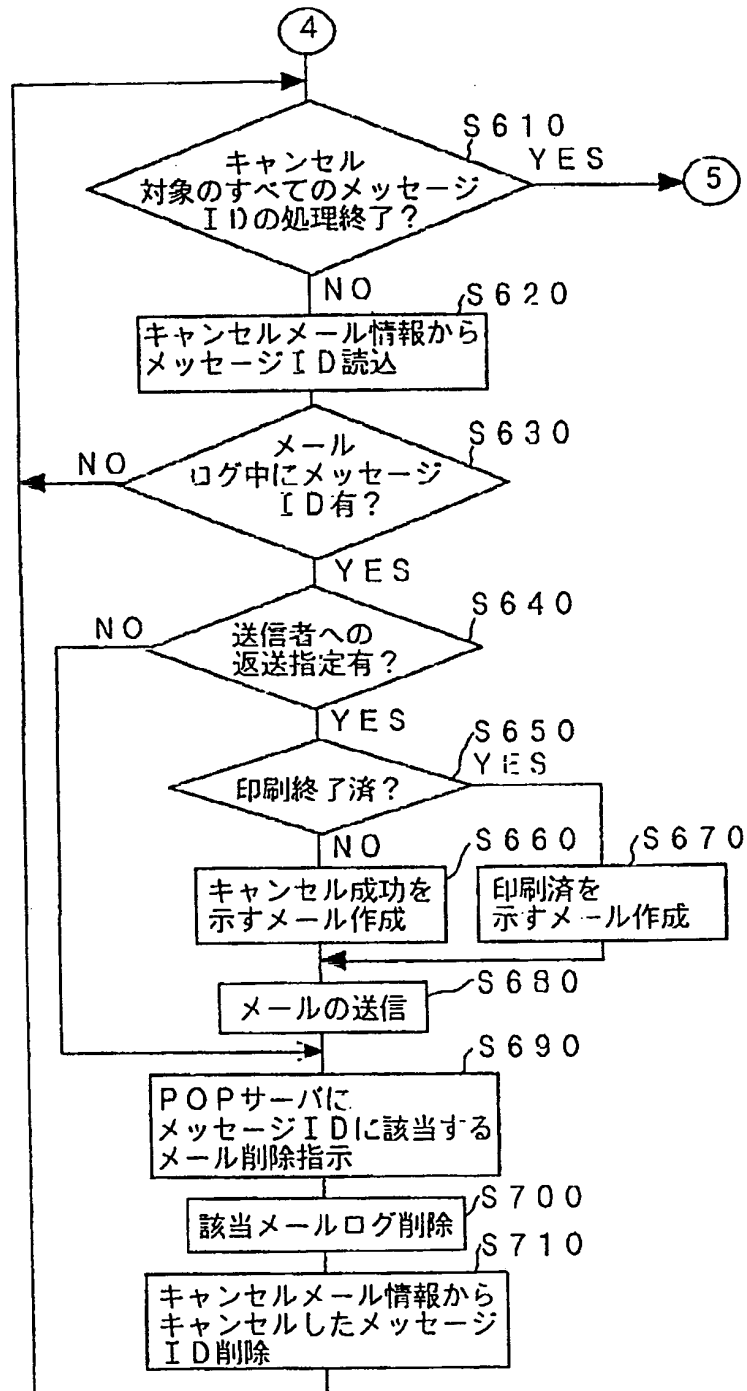 4
S610
キャンセル
対象のすべてのメッセージ
IDの処理終了?
YES
5
NO
S620
キャンセルメール情報から
メッセージID読込
S630
メール
ログ中にメッセージ
ID有?
NO
YES
S640
送信者への
返送指定有?
NO
YES
S650
印刷終了済?
YES
NO
S660
キャンセル成功を
示すメール作成
S670
印刷済を
示すメール作成
S680
メールの送信
S690
POPサーバに
メッセージIDに該当する
メール削除指示
S700
該当メールログ削除
S710
キャンセルメール情報から
キャンセルしたメッセージ
ID削除